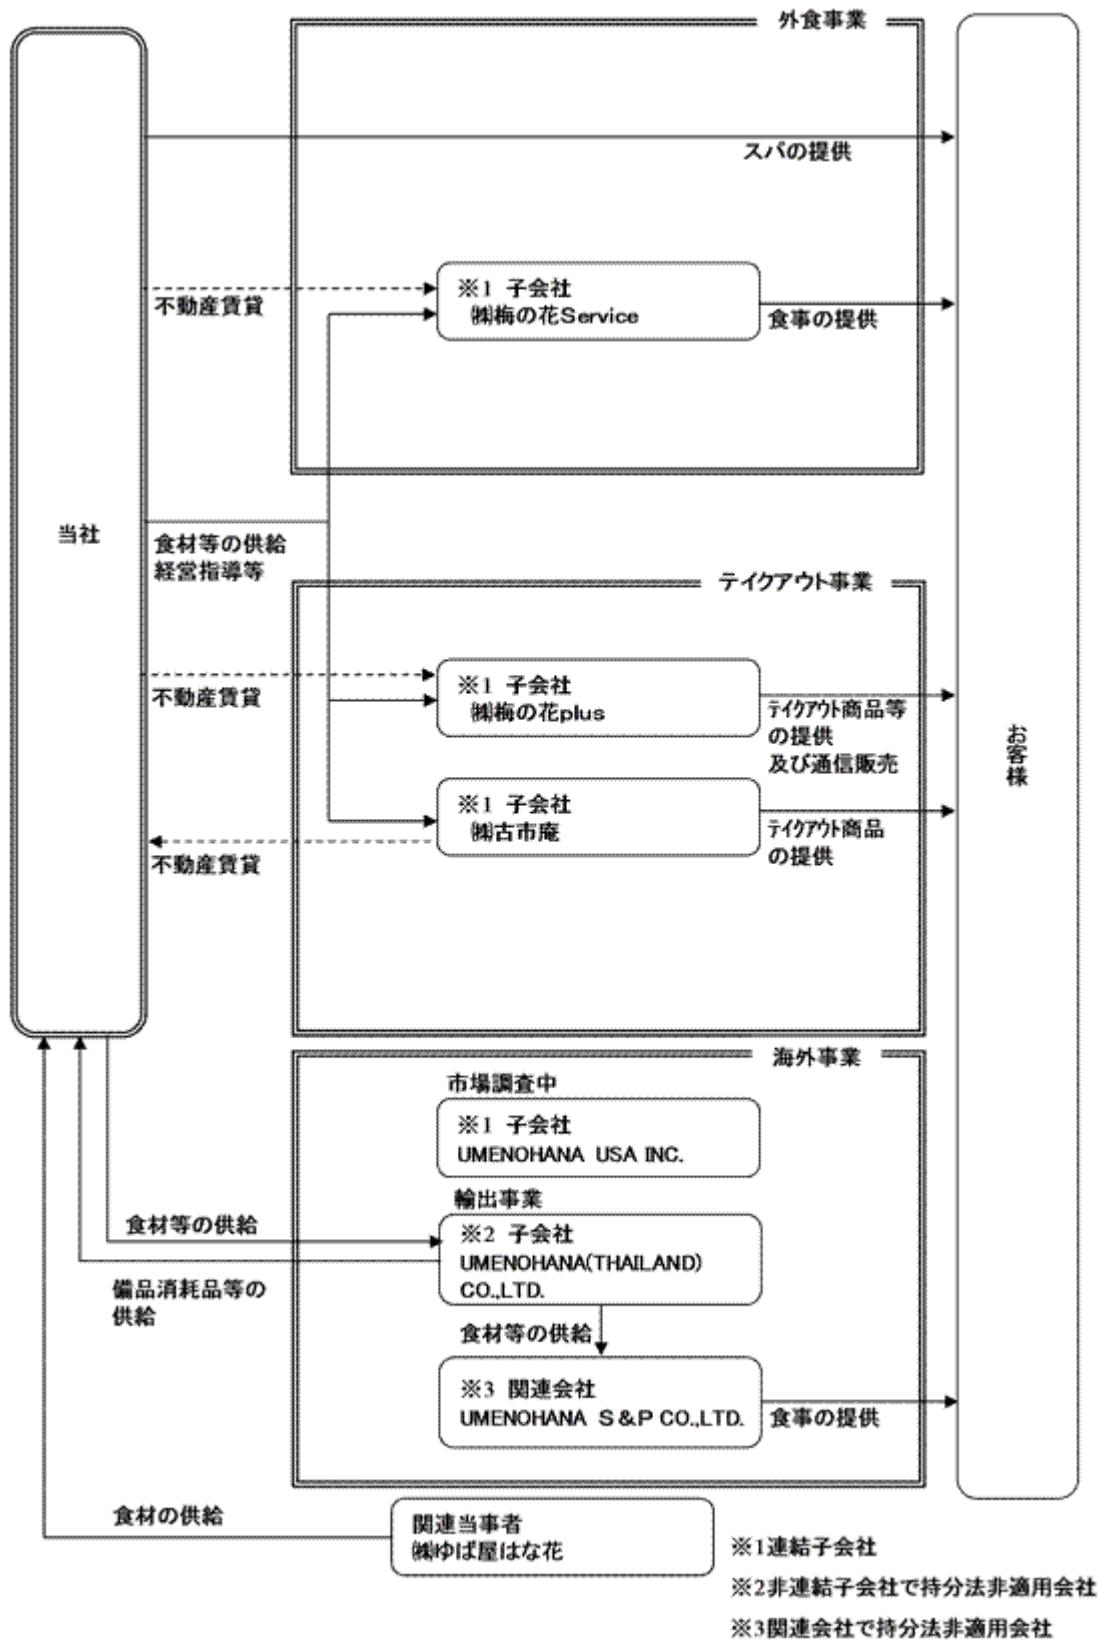 外食事業
スパの提供
不動産賃貸
※1 子会社
㈱梅の花Service
食事の提供
当社
食材等の供給
経営指導等
テイクアウト事業
不動産賃貸
※1 子会社
㈱梅の花plus
ﾃｲｸｱｳﾄ商品等
の提供
及び通信販売
お客様
※1 子会社
㈱古市庵
ﾃｲｸｱｳﾄ商品
の提供
不動産賃貸
海外事業
市場調査中
※1 子会社
UMENOHANA USA INC.
輸出事業
食材等の供給
※2 子会社
UMENOHANA(THAILAND)
CO.,LTD.
備品消耗品等の
供給
食材等の供給
※3 関連会社
UMENOHANA S&P CO.,LTD.
食事の提供
食材の供給
関連当事者
㈱ゆば屋はな花
※1連結子会社
※2非連結子会社で持分法非適用会社
※3関連会社で持分法非適用会社